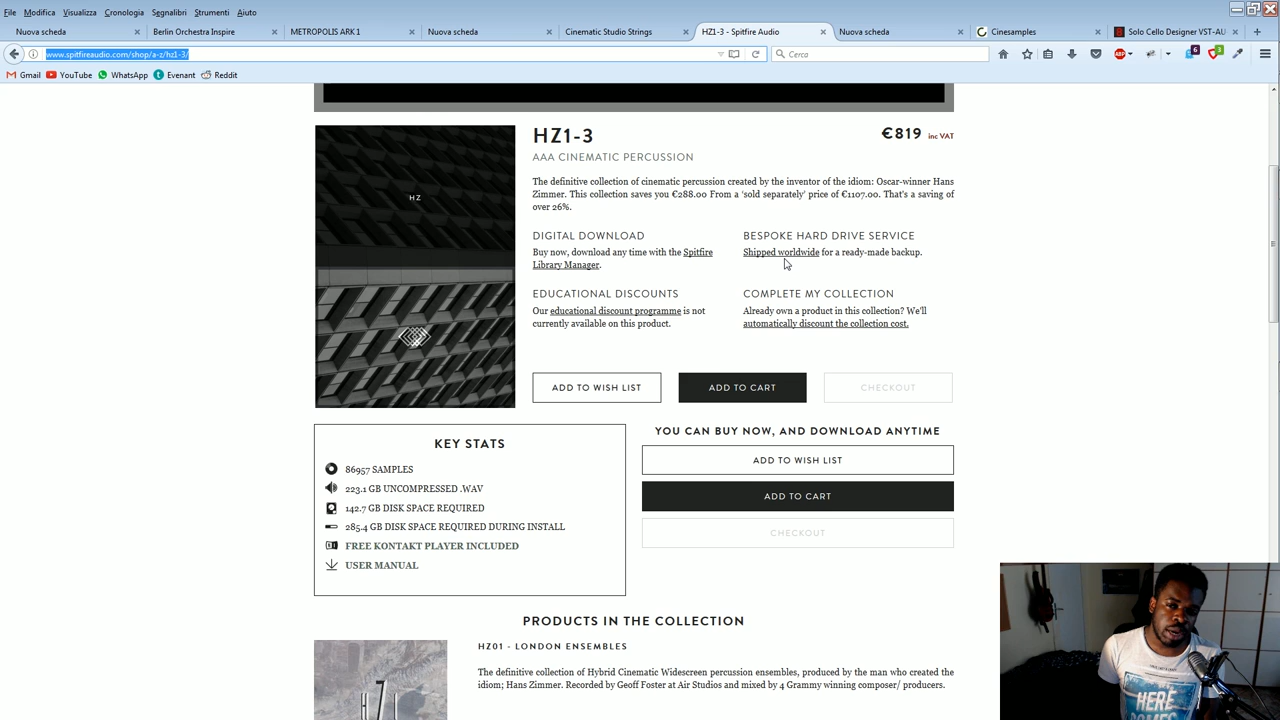 File Modifica Visualizza Cronologia Segnalibri Strumenti Aiuto
Nuova scheda
Berlin Orchestra Inspire
METROPOLIS ARK 1
Nuova scheda
Cinematic Studio Strings
HZ1-3 - Spitfire Audio
Nuova scheda
Cinesamples
Solo Cello Designer VST-AU
www.spitfireaudio.com/shop/a-z/hz1-3/
Cerca
ABP
6
3
Gmail YouTube WhatsApp Evenant Reddit
HZ
HZ1-3
€819 inc VAT
AAA CINEMATIC PERCUSSION
The definitive collection of cinematic percussion created by the inventor of the idiom: Oscar-winner Hans
Zimmer. This collection saves you €288.00 From a 'sold separately' price of €1107.00. That's a saving of
over 26%.
DIGITAL DOWNLOAD
Buy now, download any time with the Spitfire
Library Manager.
BESPOKE HARD DRIVE SERVICE
Shipped worldwide for a ready-made backup.
EDUCATIONAL DISCOUNTS
Our educational discount programme is not
currently available on this product.
COMPLETE MY COLLECTION
Already own a product in this collection? We'll
automatically discount the collection cost.
ADD TO WISH LIST
ADD TO CART
CHECKOUT
KEY STATS
86957 SAMPLES
223.1 GB UNCOMPRESSED .WAV
142.7 GB DISK SPACE REQUIRED
285.4 GB DISK SPACE REQUIRED DURING INSTALL
FREE KONTAKT PLAYER INCLUDED
USER MANUAL
YOU CAN BUY NOW, AND DOWNLOAD ANYTIME
ADD TO WISH LIST
ADD TO CART
CHECKOUT
PRODUCTS IN THE COLLECTION
HZ01 - LONDON ENSEMBLES
The definitive collection of Hybrid Cinematic Widescreen percussion ensembles, produced by the man who created the
idiom; Hans Zimmer. Recorded by Geoff Foster at Air Studios and mixed by 4 Grammy winning composer/ producers.
HERE
COMES